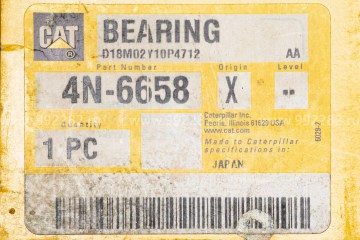 CAT ®
BEARING
D18M02Y10P4712 AA
Part Number Origin Level
4N-6658 X --
Quantity
1 PC
Caterpillar Inc.
Peoria, Illinois 61629 USA
www.cat.com
Made to Caterpillar
specifications in:
JAPAN